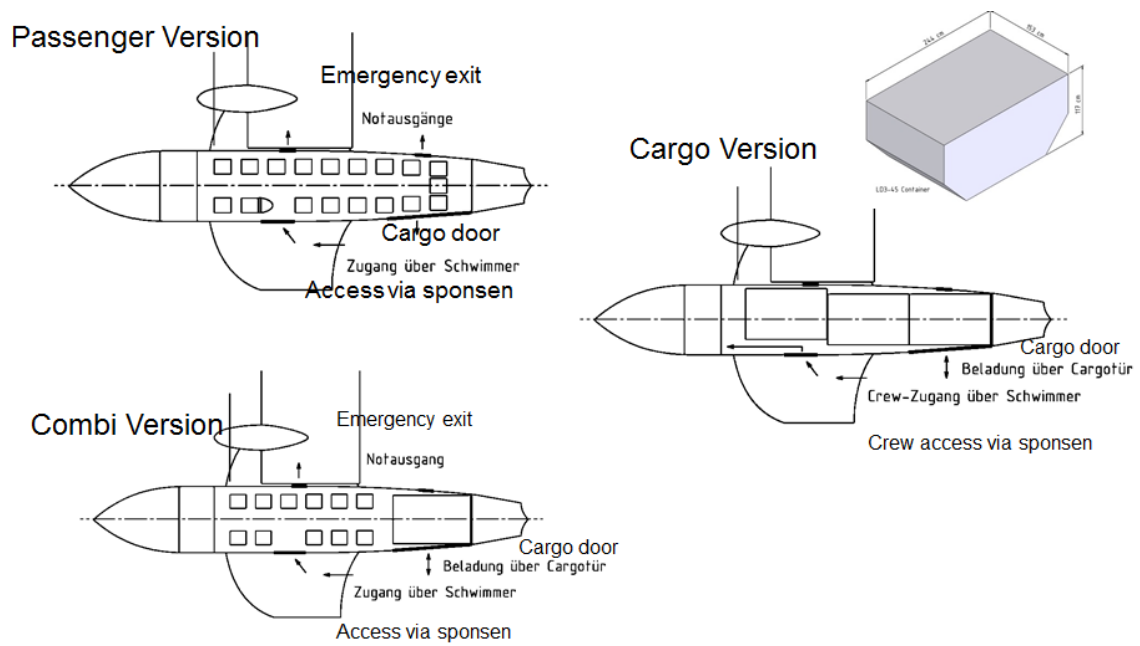 Passenger Version
Emergency exit
Notausgänge
Cargo door
Zugang über Schwimmer
Access via sponsen
244 cm
153 cm
117 cm
LD3-45 Container
Cargo Version
Cargo door
Beladung über Cargotür
Crew-Zugang über Schwimmer
Crew access via sponsen
Combi Version
Emergency exit
Notausgang
Cargo door
Beladung über Cargotür
Zugang über Schwimmer
Access via sponsen